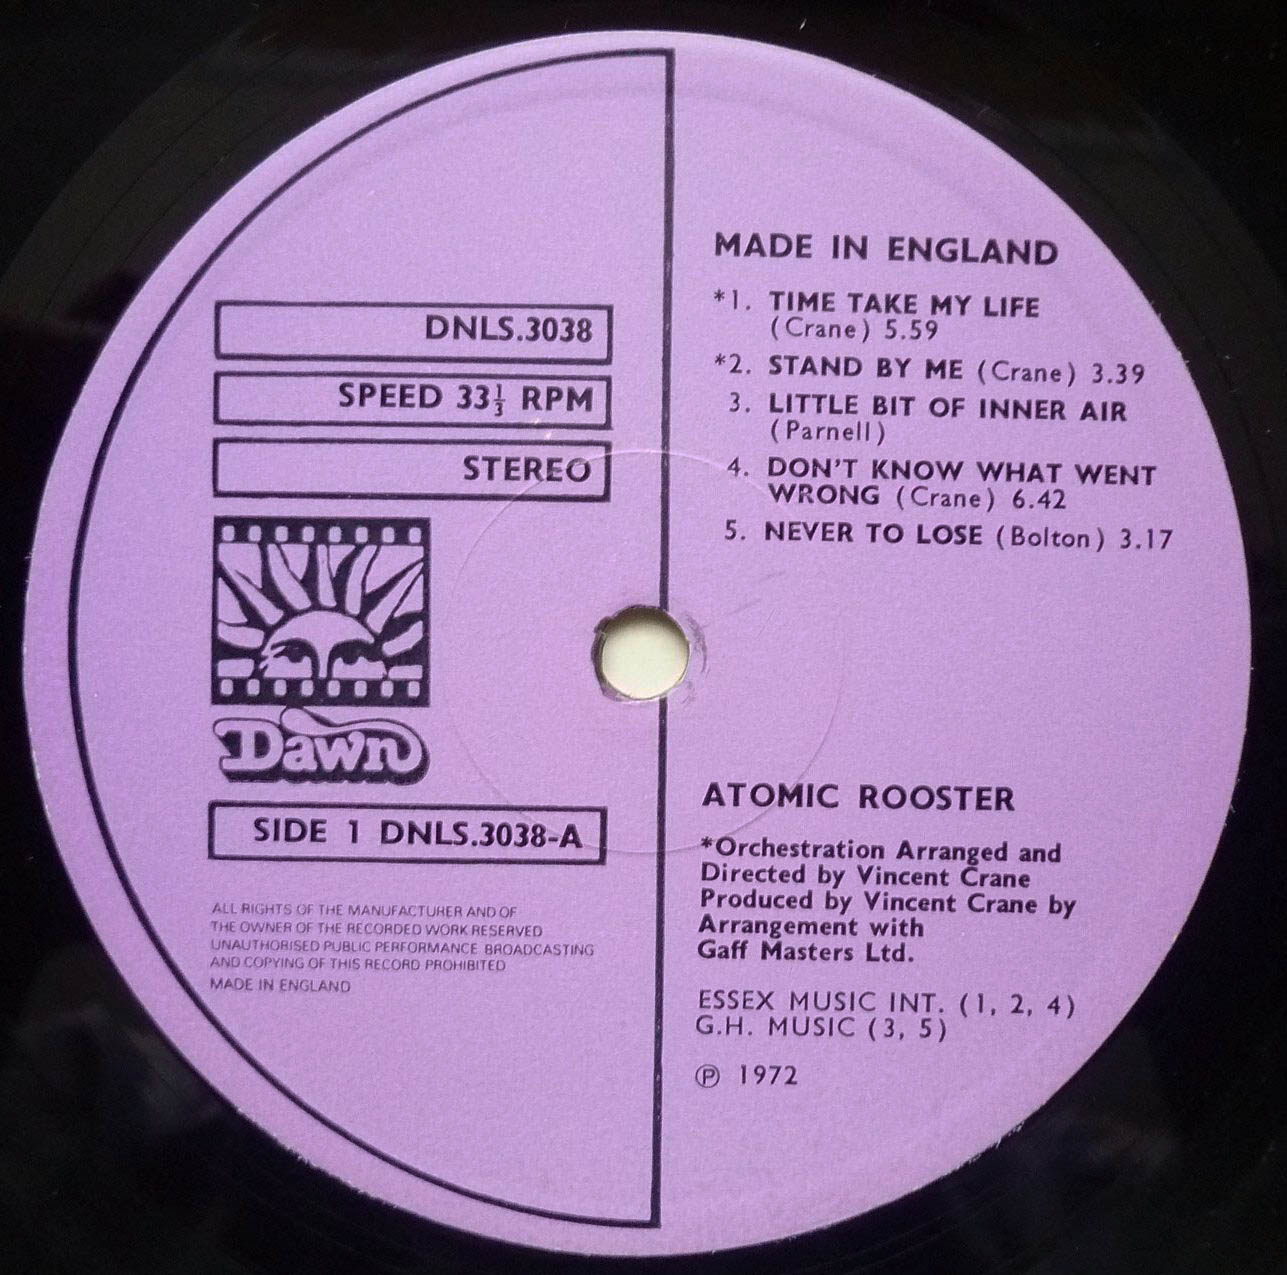 DNLS.3038
SPEED 33⅓ RPM
STEREO
Dawn
SIDE 1 DNLS.3038-A
ALL RIGHTS OF THE MANUFACTURER AND OF
THE OWNER OF THE RECORDED WORK RESERVED
UNAUTHORISED PUBLIC PERFORMANCE BROADCASTING
AND COPYING OF THIS RECORD PROHIBITED
MADE IN ENGLAND
MADE IN ENGLAND
*1. TIME TAKE MY LIFE
(Crane) 5.59
*2. STAND BY ME (Crane) 3.39
3. LITTLE BIT OF INNER AIR
(Parnell)
4. DON'T KNOW WHAT WENT
WRONG (Crane) 6.42
5. NEVER TO LOSE (Bolton) 3.17
ATOMIC ROOSTER
*Orchestration Arranged and
Directed by Vincent Crane
Produced by Vincent Crane by
Arrangement with
Gaff Masters Ltd.
ESSEX MUSIC INT. (1, 2, 4)
G.H. MUSIC (3, 5)
℗ 1972